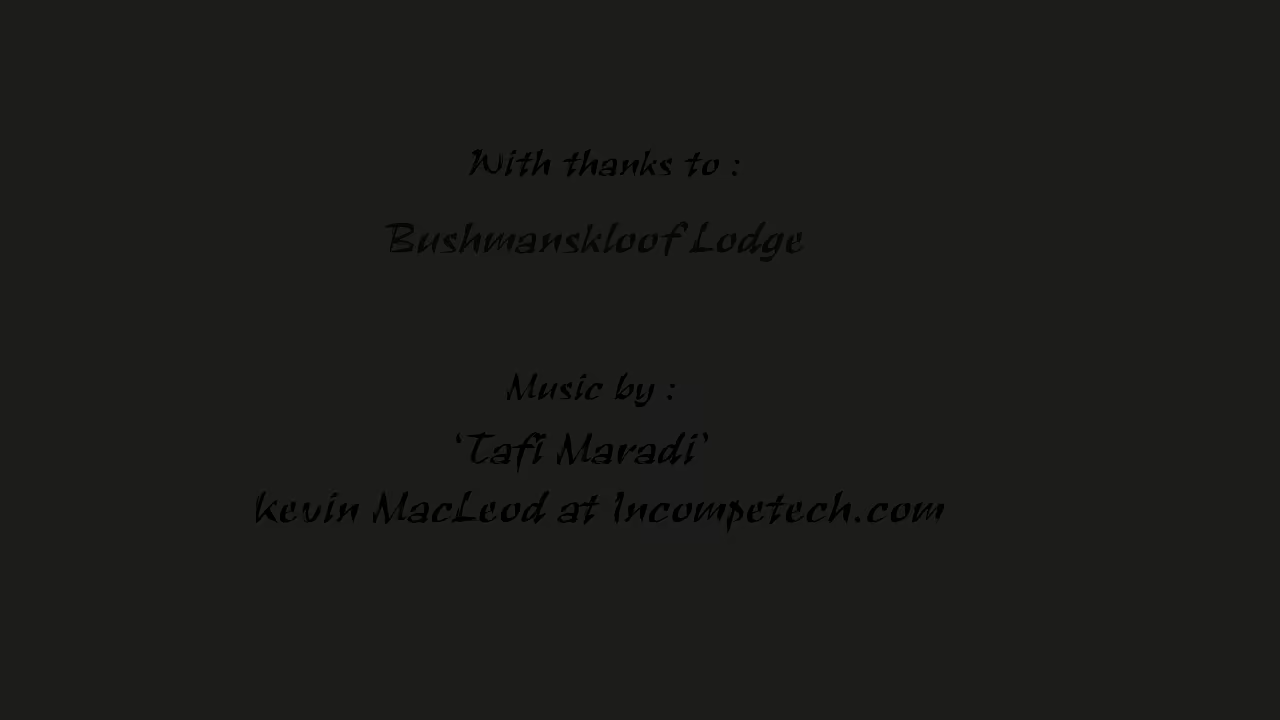 With thanks to :
Bushmanskloof Lodge
Music by :
‘Tafi Maradi’
kevin MacLeod at Incompetech.com